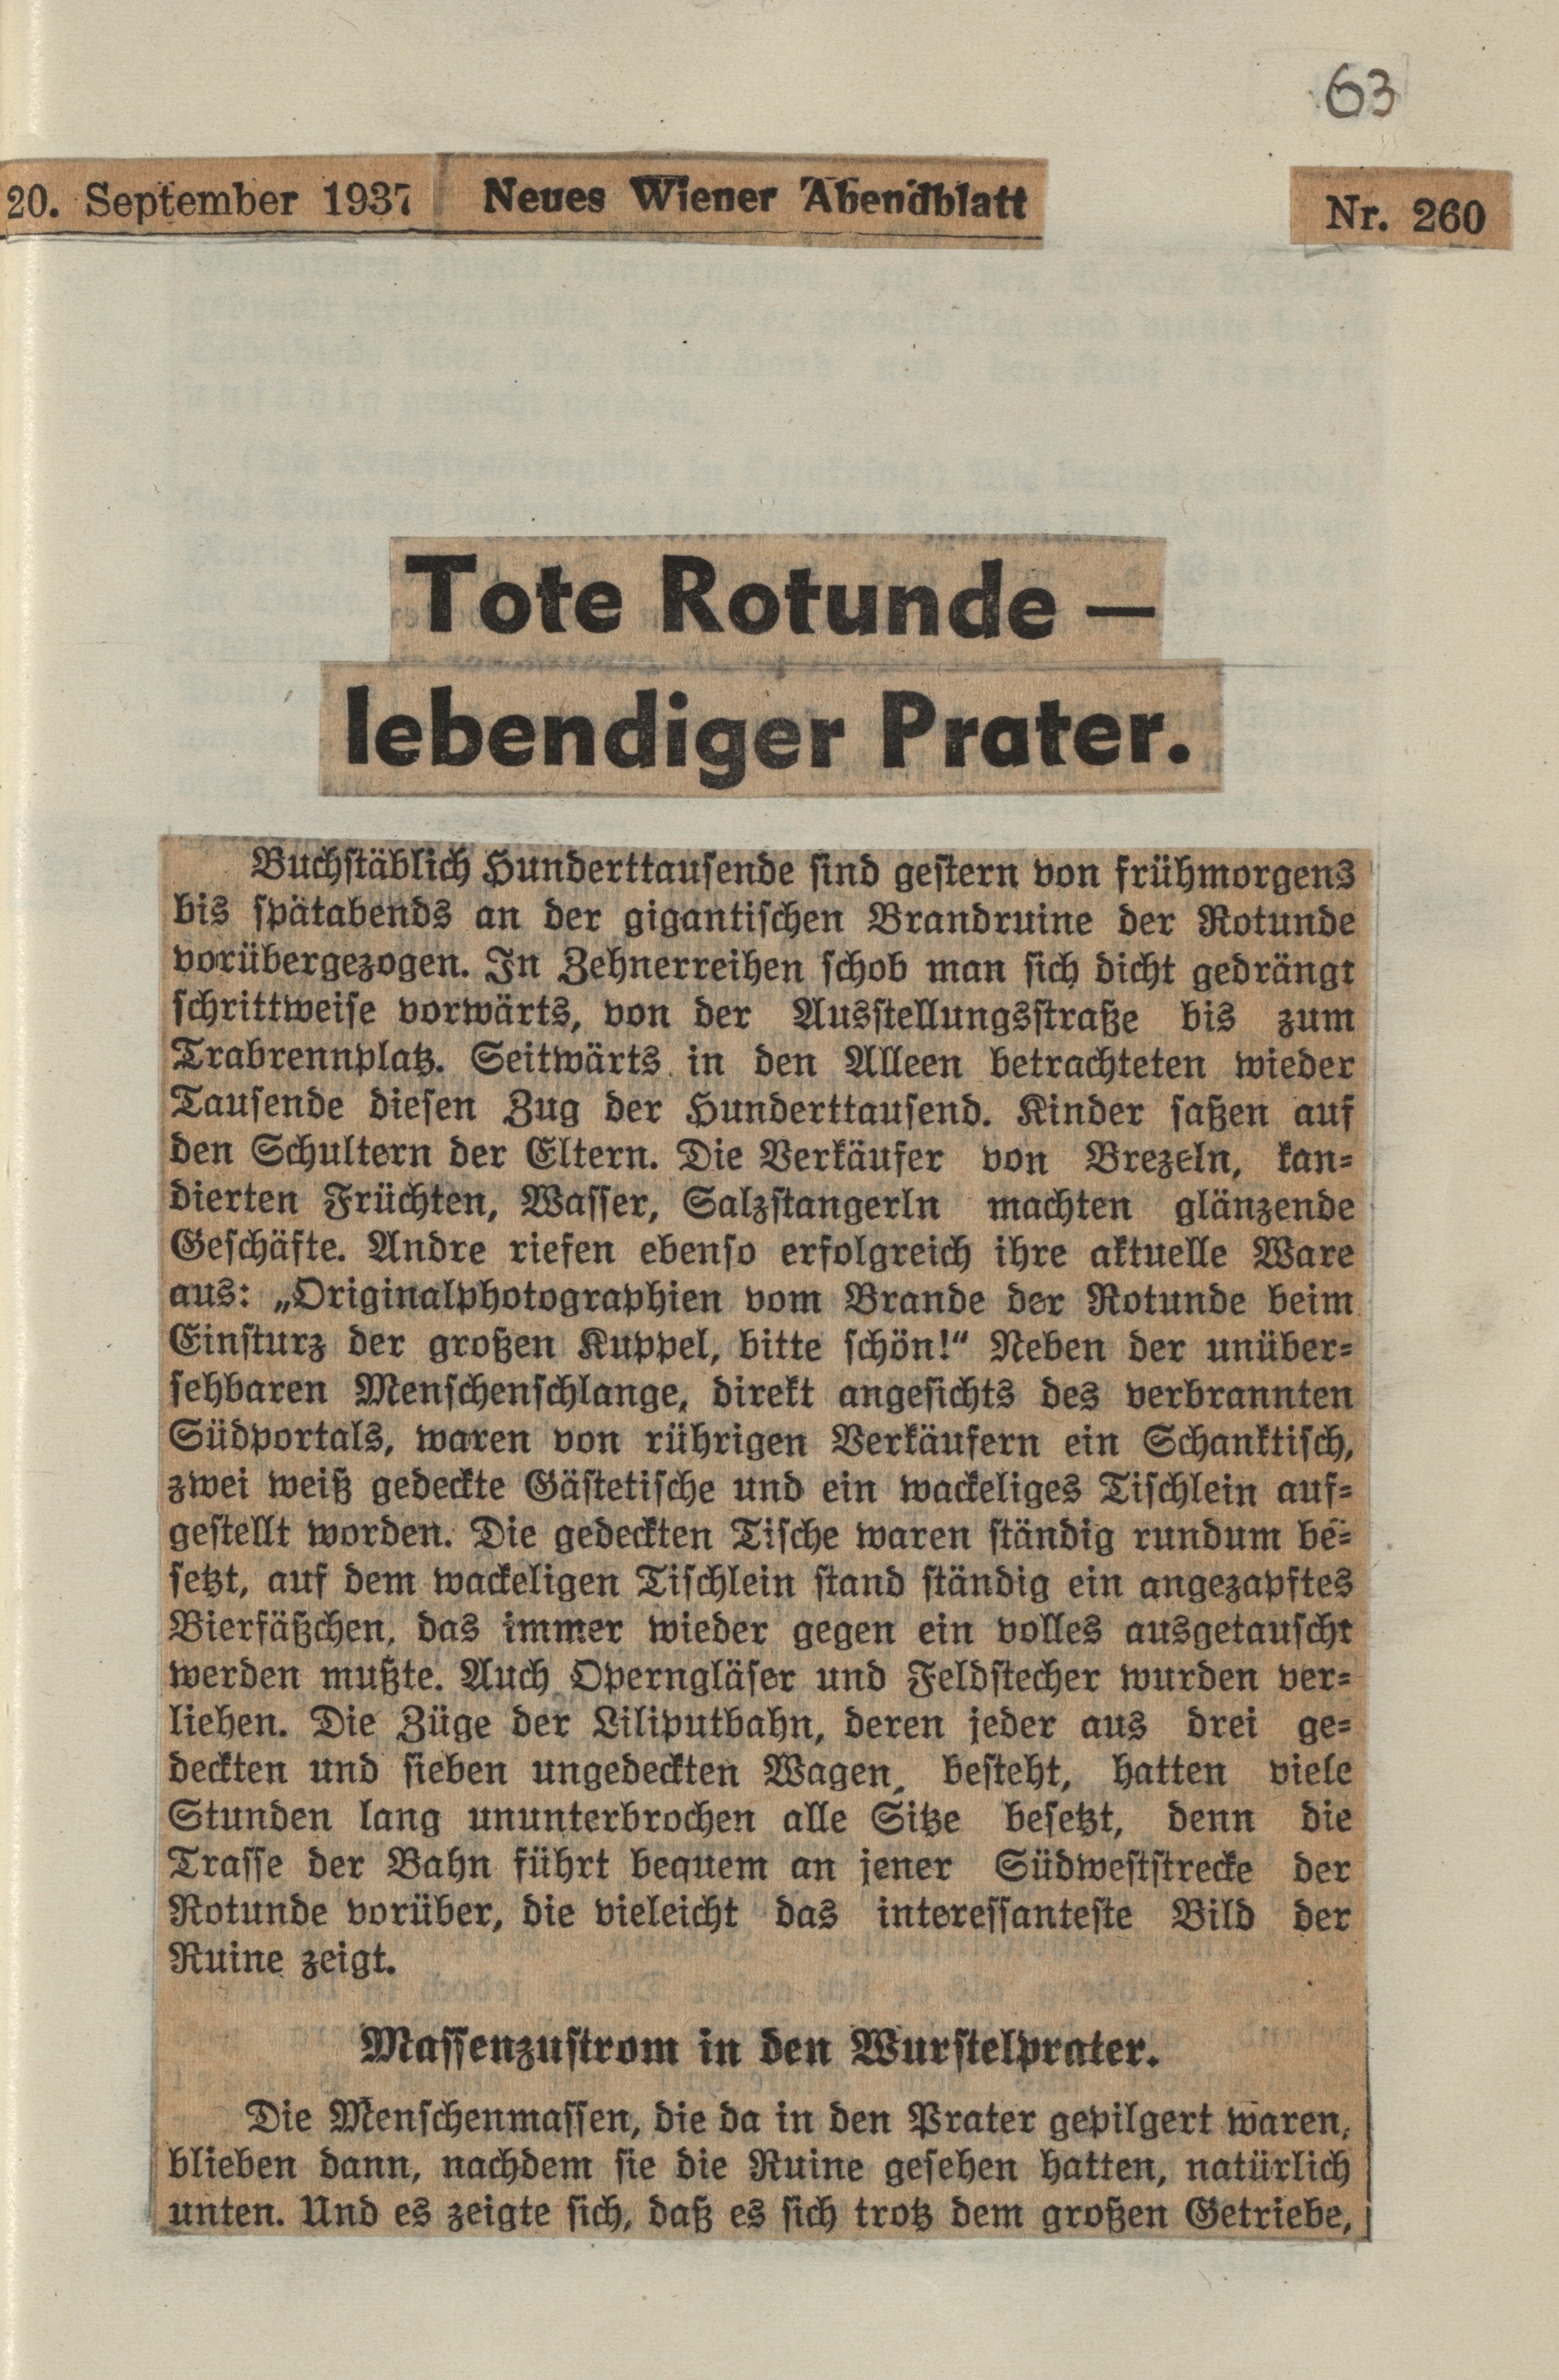 63
20. September 1937 Neues Wiener Abendblatt Nr. 260
Tote Rotunde —
lebendiger Prater.
Buchstäblich Hunderttausende sind gestern von frühmorgens
bis spätabends an der gigantischen Brandruine der Rotunde
vorübergezogen. In Zehnerreihen schob man sich dicht gedrängt
schrittweise vorwärts, von der Ausstellungsstraße bis zum
Trabrennplatz. Seitwärts in den Alleen betrachteten wieder
Tausende diesen Zug der Hunderttausend. Kinder saßen auf
den Schultern der Eltern. Die Verkäufer von Brezeln, kan-
dierten Früchten, Wasser, Salzstangerln machten glänzende
Geschäfte. Andre riefen ebenso erfolgreich ihre aktuelle Ware
aus: „Originalphotographien vom Brande der Rotunde beim
Einsturz der großen Kuppel, bitte schön!“ Neben der unüber-
sehbaren Menschenschlange, direkt angesichts des verbrannten
Südportals, waren von rührigen Verkäufern ein Schanktisch,
zwei weiß gedeckte Gästetische und ein wackeliges Tischlein auf-
gestellt worden. Die gedeckten Tische waren ständig rundum be-
setzt, auf dem wackeligen Tischlein stand ständig ein angezapftes
Bierfäßchen, das immer wieder gegen ein volles ausgetauscht
werden mußte. Auch Operngläser und Feldstecher wurden ver-
liehen. Die Züge der Liliputbahn, deren jeder aus drei ge-
deckten und sieben ungedeckten Wagen besteht, hatten viele
Stunden lang ununterbrochen alle Sitze besetzt, denn die
Trasse der Bahn führt bequem an jener Südweststrecke der
Rotunde vorüber, die vieleicht das interessanteste Bild der
Ruine zeigt.
Massenzustrom in den Wurstelprater.
Die Menschenmassen, die da in den Prater gepilgert waren,
blieben dann, nachdem sie die Ruine gesehen hatten, natürlich
unten. Und es zeigte sich, daß es sich trotz dem großen Getriebe,